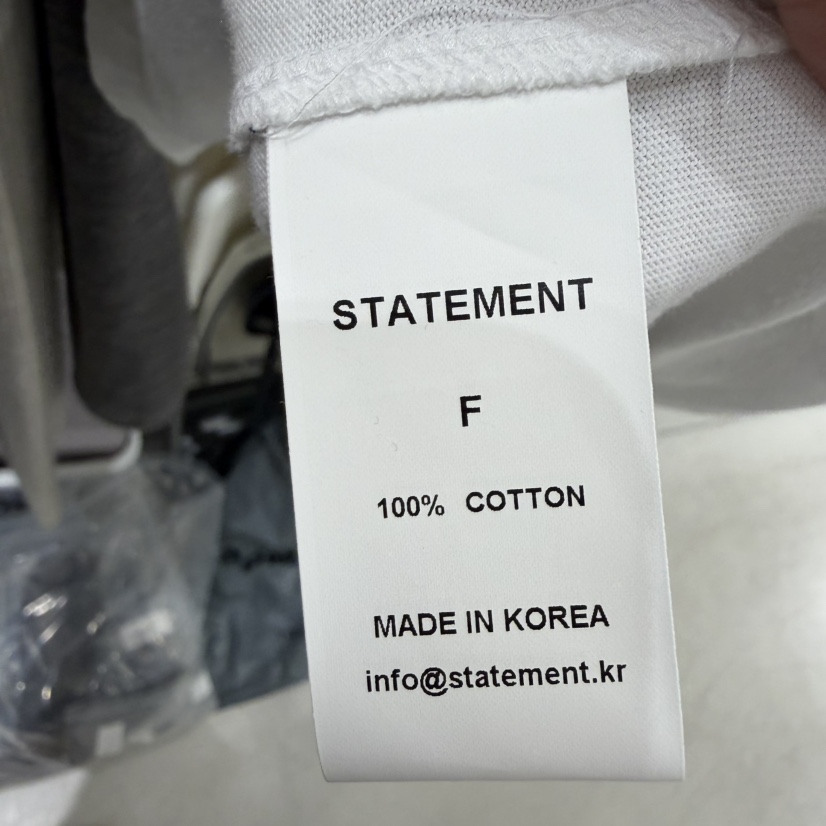 STATEMENT
F
100% COTTON
MADE IN KOREA
info@statement.kr